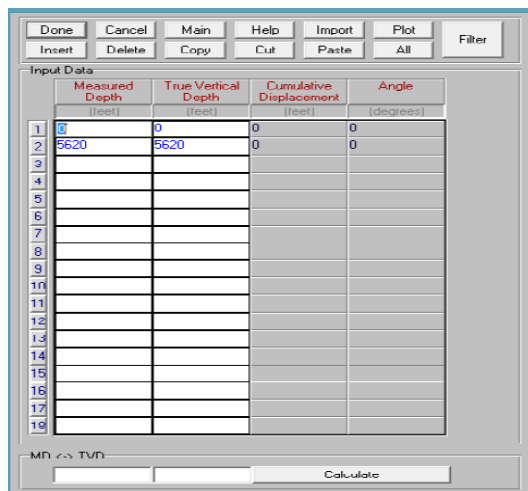 Done Cancel Main Help Import Plot Filter
Insert Delete Copy Cut Paste All
Input Data
Measured Depth True Vertical Depth Cumulative Displacement Angle
(feet) (feet) (feet) (degrees)
1 0 0 0 0
2 5620 5620 0 0
3
4
5
6
7
8
9
10
11
12
13
14
15
16
17
18
MD <-> TVD
Calculate